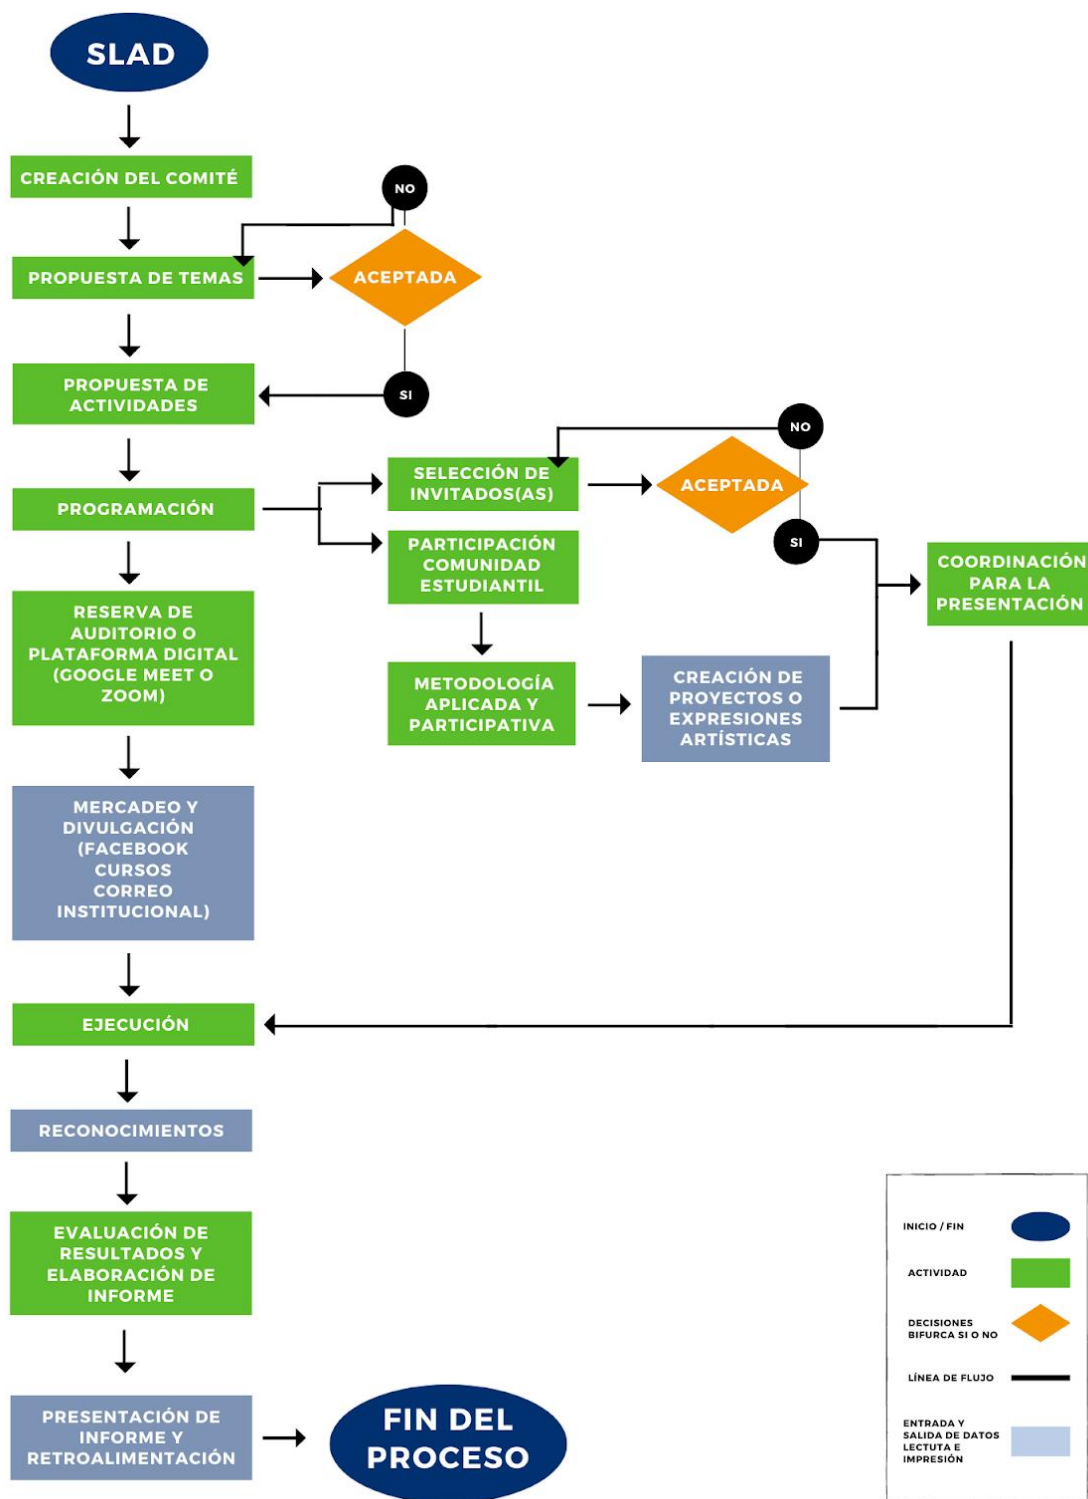 SLAD
CREACIÓN DEL COMITÉ
NO
PROPUESTA DE TEMAS
ACEPTADA
PROPUESTA DE
ACTIVIDADES
SI
PROGRAMACIÓN
SELECCIÓN DE
INVITADOS(AS)
ACEPTADA
NO
SI
PARTICIPACIÓN
COMUNIDAD
ESTUDIANTIL
COORDINACIÓN
PARA LA
PRESENTACIÓN
RESERVA DE
AUDITORIO O
PLATAFORMA DIGITAL
(GOOGLE MEET O
ZOOM)
METODOLOGÍA
APLICADA Y
PARTICIPATIVA
CREACIÓN DE
PROYECTOS O
EXPRESIONES
ARTÍSTICAS
MERCADEO Y
DIVULGACIÓN
(FACEBOOK
CURSOS
CORREO
INSTITUCIONAL)
EJECUCIÓN
RECONOCIMIENTOS
EVALUACIÓN DE
RESULTADOS Y
ELABORACIÓN DE
INFORME
PRESENTACIÓN DE
INFORME Y
RETROALIMENTACIÓN
FIN DEL
PROCESO
INICIO / FIN
ACTIVIDAD
DECISIONES
BIFURCA SI O NO
LÍNEA DE FLUJO
ENTRADA Y
SALIDA DE DATOS
LECTUTA E
IMPRESIÓN